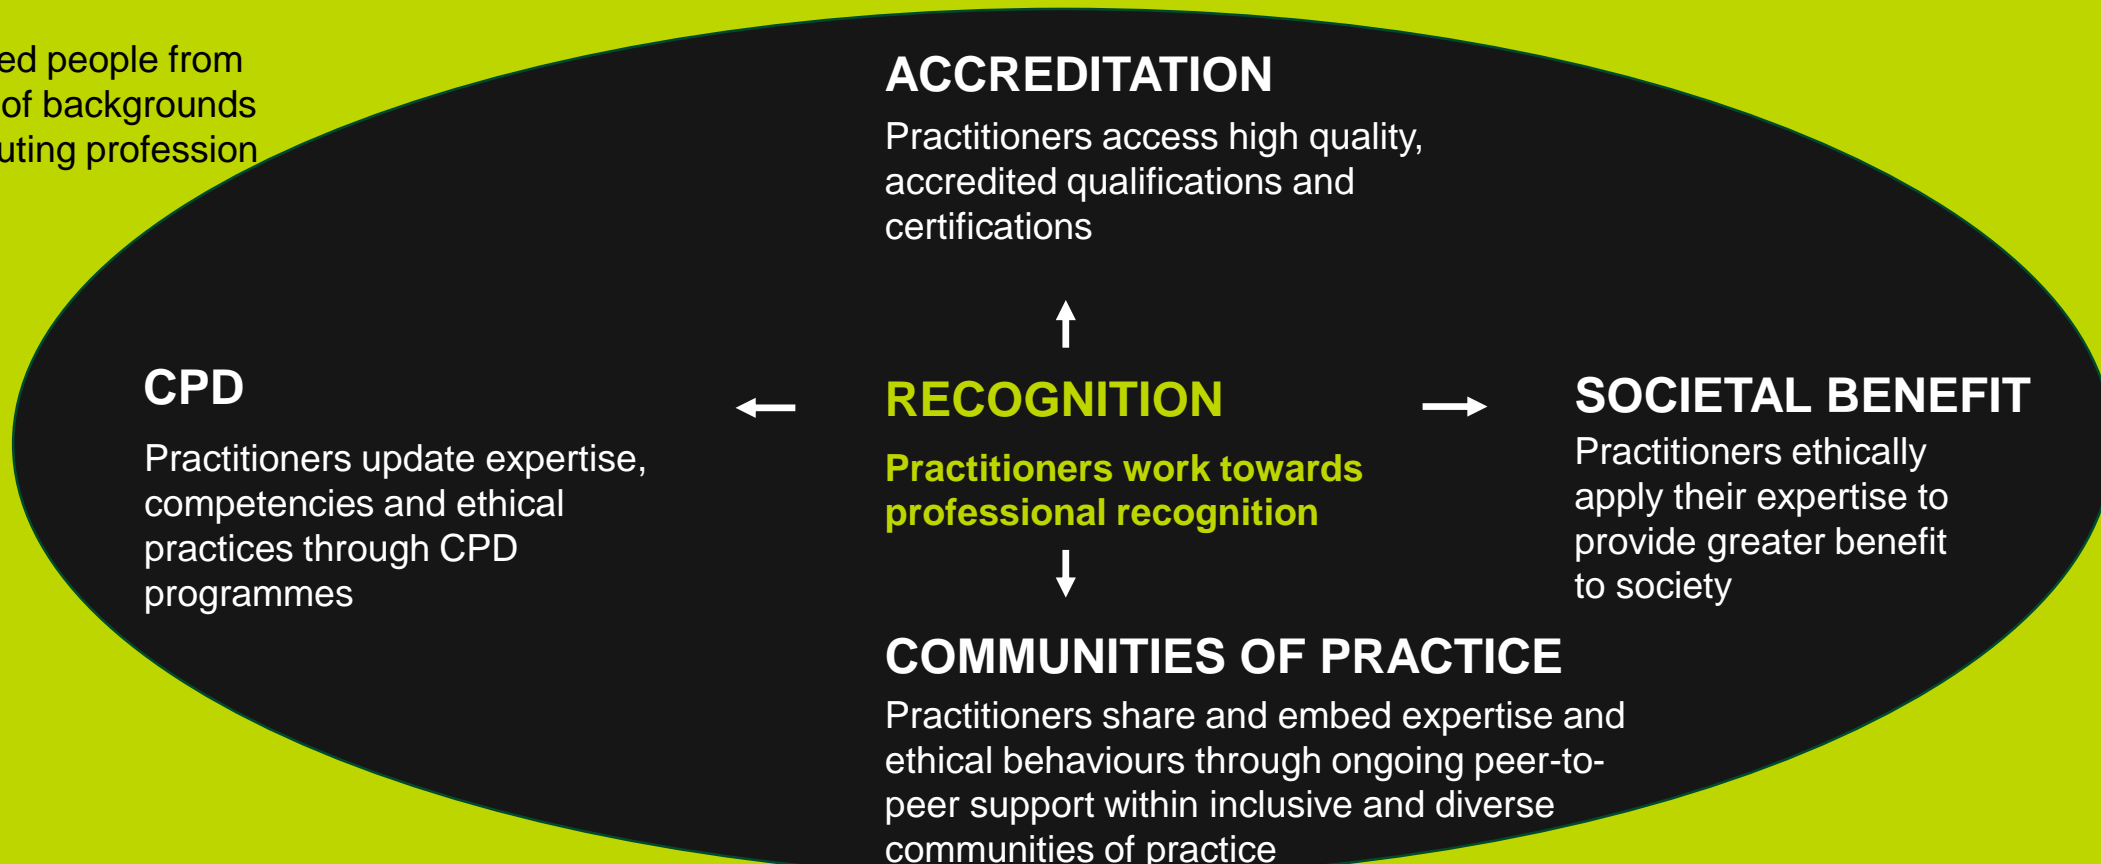 ed people from
of backgrounds
uting profession
ACCREDITATION
Practitioners access high quality,
accredited qualifications and
certifications
CPD
Practitioners update expertise,
competencies and ethical
practices through CPD
programmes
RECOGNITION
Practitioners work towards
professional recognition
SOCIETAL BENEFIT
Practitioners ethically
apply their expertise to
provide greater benefit
to society
COMMUNITIES OF PRACTICE
Practitioners share and embed expertise and
ethical behaviours through ongoing peer-to-
peer support within inclusive and diverse
communities of practice